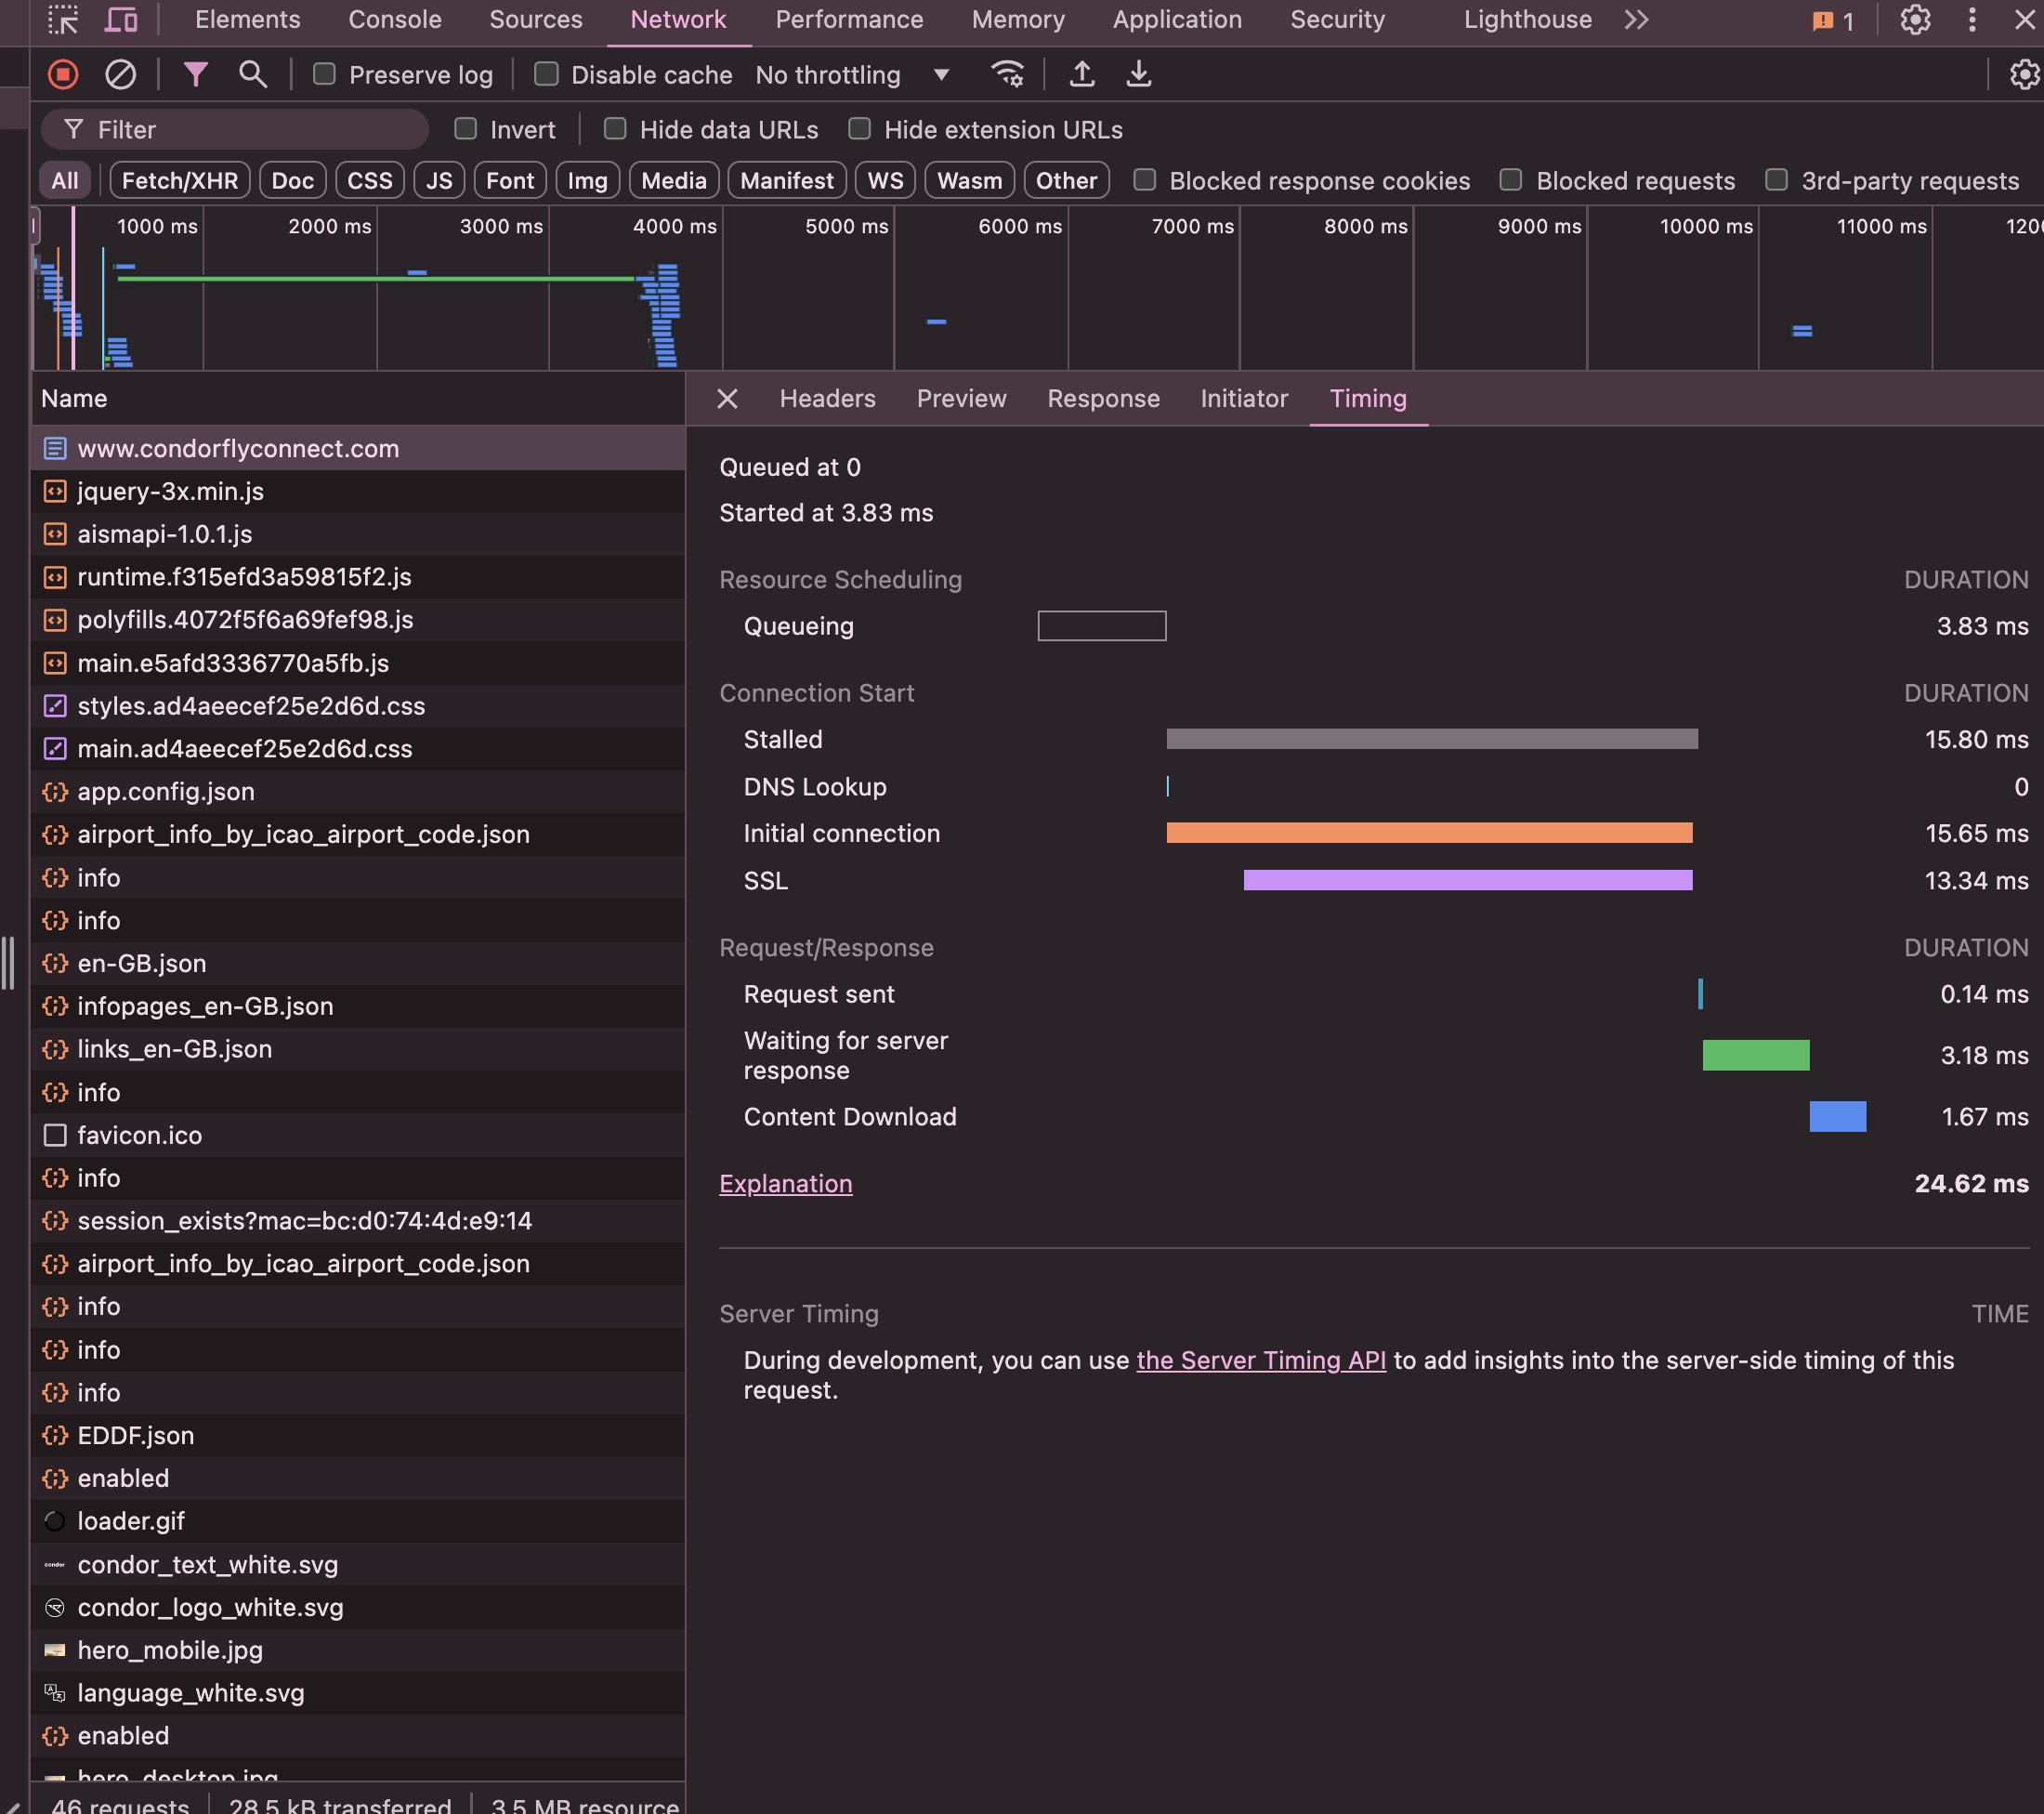 Elements Console Sources Network Performance Memory Application Security Lighthouse 1
Preserve log Disable cache No throttling
Filter Invert Hide data URLs Hide extension URLs
All Fetch/XHR Doc CSS JS Font Img Media Manifest WS Wasm Other Blocked response cookies Blocked requests 3rd-party requests
1000 ms 2000 ms 3000 ms 4000 ms 5000 ms 6000 ms 7000 ms 8000 ms 9000 ms 10000 ms 11000 ms 1200
Name
www.condorflyconnect.com
jquery-3x.min.js
aismapi-1.0.1.js
runtime.f315efd3a59815f2.js
polyfills.4072f5f6a69fef98.js
main.e5afd3336770a5fb.js
styles.ad4aeecef25e2d6d.css
main.ad4aeecef25e2d6d.css
app.config.json
airport_info_by_icao_airport_code.json
info
info
en-GB.json
infopages_en-GB.json
links_en-GB.json
info
favicon.ico
info
session_exists?mac=bc:d0:74:4d:e9:14
airport_info_by_icao_airport_code.json
info
info
info
EDDF.json
enabled
loader.gif
condor_text_white.svg
condor_logo_white.svg
hero_mobile.jpg
language_white.svg
enabled
hero_desktop.jpg
46 requests 28.5 kB transferred 3.5 MB resource
Headers Preview Response Initiator Timing
Queued at 0
Started at 3.83 ms
Resource Scheduling DURATION
Queueing 3.83 ms
Connection Start DURATION
Stalled 15.80 ms
DNS Lookup 0
Initial connection 15.65 ms
SSL 13.34 ms
Request/Response DURATION
Request sent 0.14 ms
Waiting for server
response 3.18 ms
Content Download 1.67 ms
Explanation 24.62 ms
Server Timing TIME
During development, you can use the Server Timing API to add insights into the server-side timing of this
request.